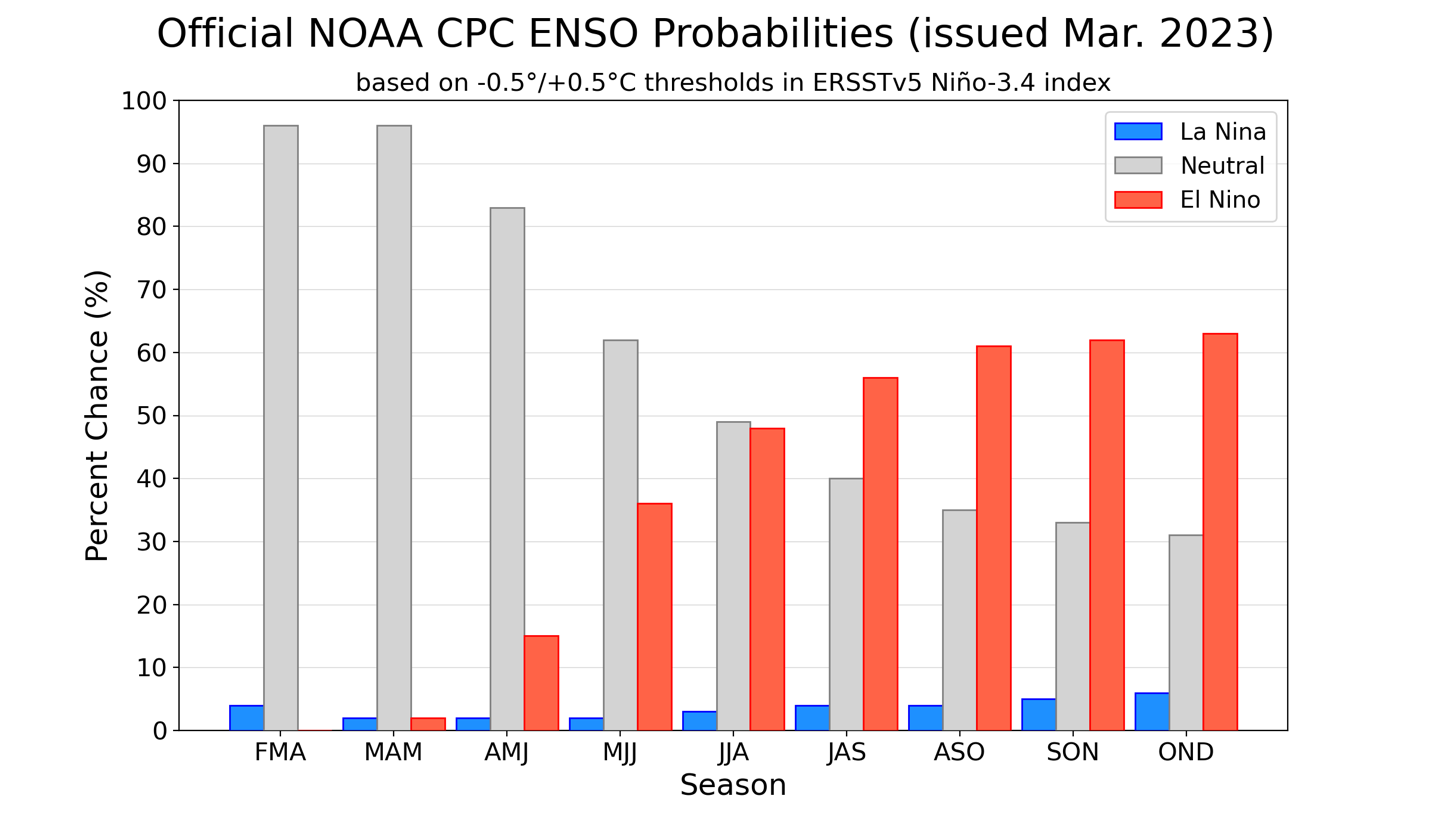 Official NOAA CPC ENSO Probabilities (issued Mar. 2023)
based on -0.5°/+0.5°C thresholds in ERSSTv5 Niño-3.4 index
100
90
80
70
60
50
40
30
20
10
0
Percent Chance (%)
La Nina
Neutral
El Nino
FMA MAM AMJ MJJ JJA JAS ASO SON OND
Season